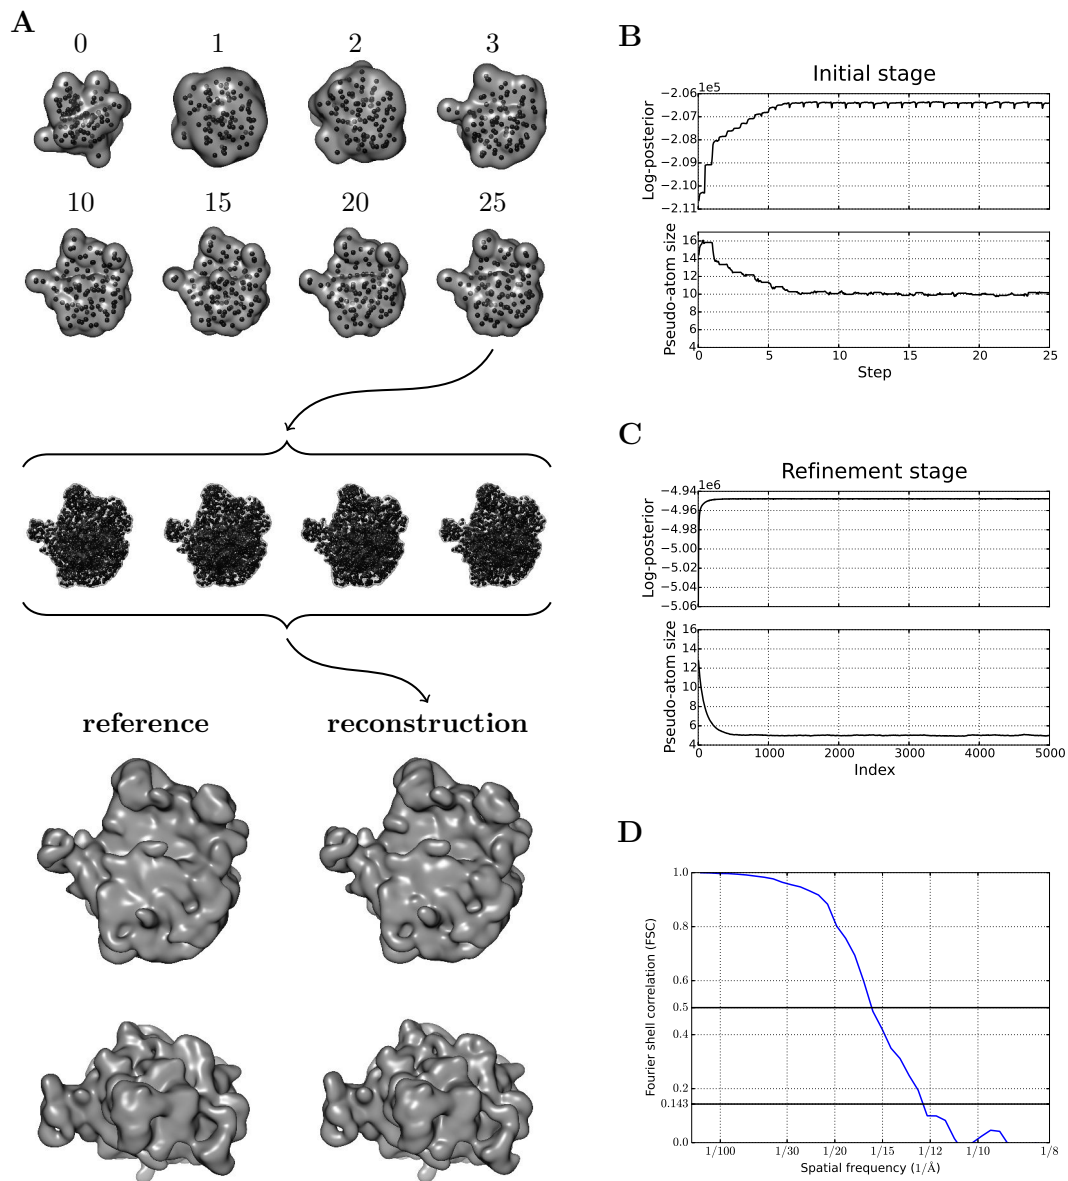 A
0 1 2 3
10 15 20 25
reference reconstruction
B
Initial stage
1e5
Log-posterior
−2.06
−2.07
−2.08
−2.09
−2.10
−2.11
Pseudo-atom size
16
14
12
10
8
6
4
0 5 10 15 20 25
Step
C
Refinement stage
1e6
Log-posterior
−4.94
−4.96
−4.98
−5.00
−5.02
−5.04
−5.06
Pseudo-atom size
16
14
12
10
8
6
4
0 1000 2000 3000 4000 5000
Index
D
Fourier shell correlation (FSC)
1.0
0.8
0.6
0.5
0.4
0.2
0.143
0.0
1/100 1/30 1/20 1/15 1/12 1/10 1/8
Spatial frequency (1/Å)